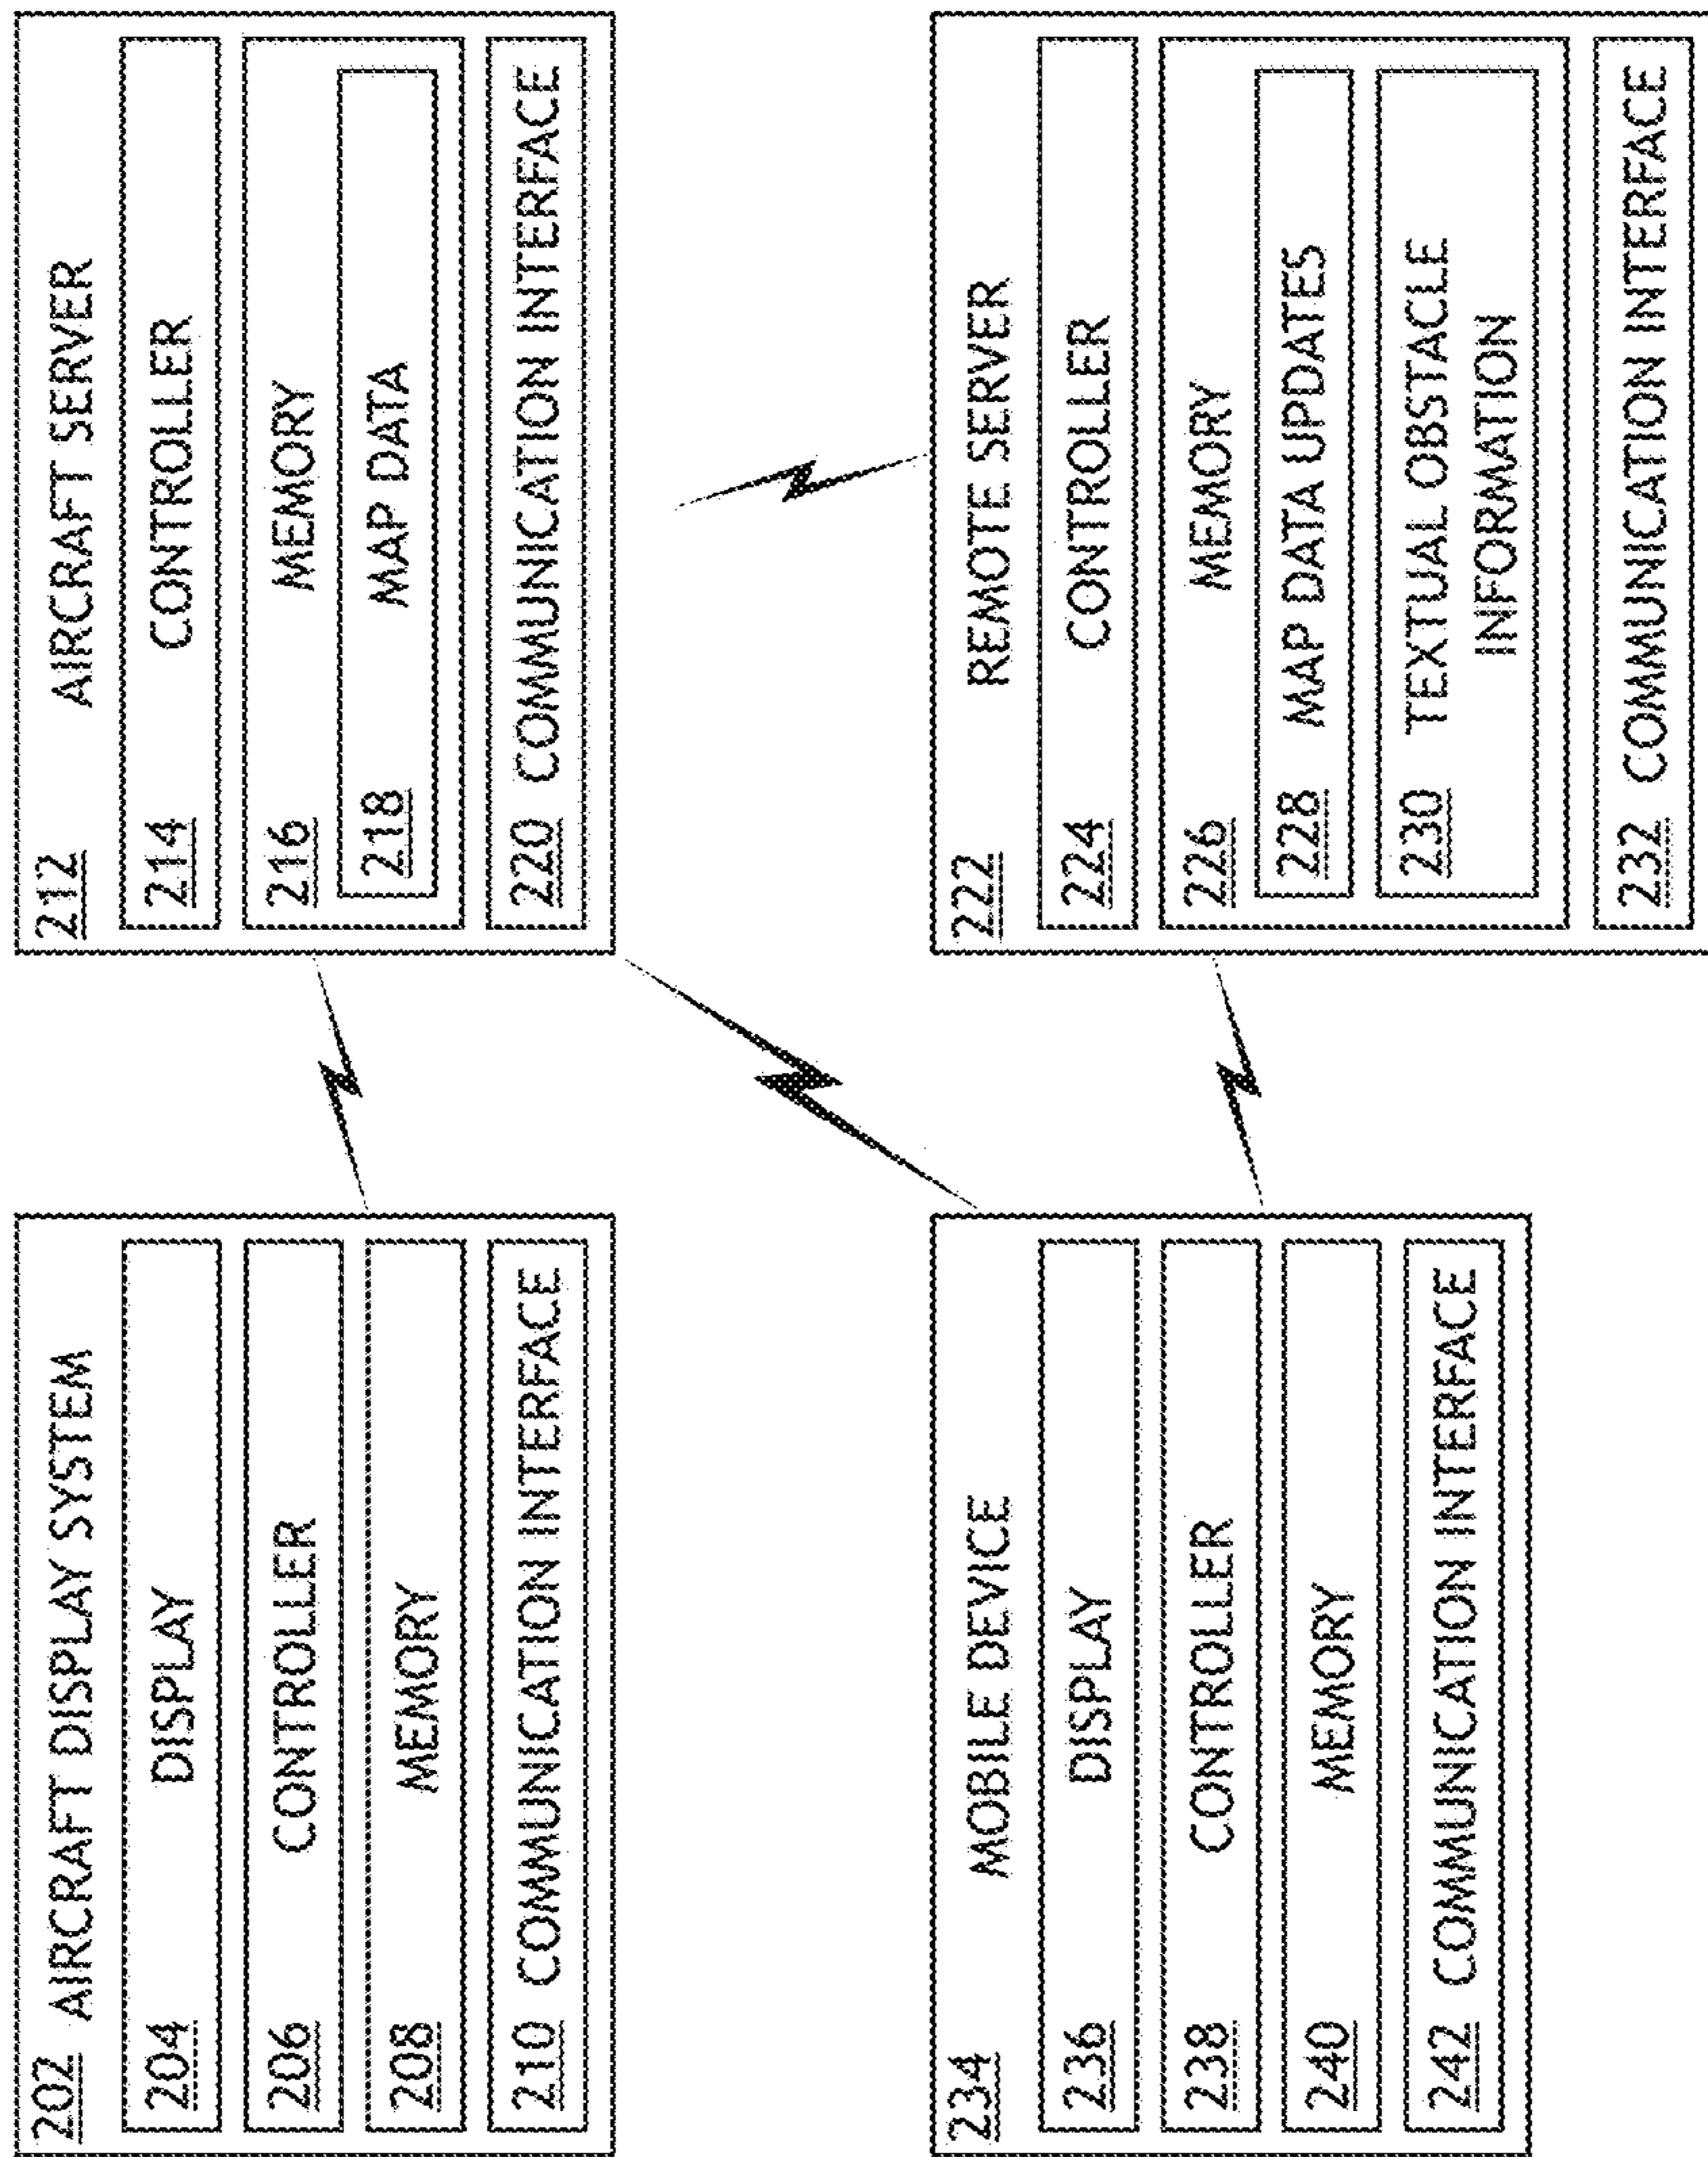 202 AIRCRAFT DISPLAY SYSTEM
204 DISPLAY
206 CONTROLLER
208 MEMORY
210 COMMUNICATION INTERFACE
212 AIRCRAFT SERVER
214 CONTROLLER
216 MEMORY
218 MAP DATA
220 COMMUNICATION INTERFACE
234 MOBILE DEVICE
236 DISPLAY
238 CONTROLLER
240 MEMORY
242 COMMUNICATION INTERFACE
222 REMOTE SERVER
224 CONTROLLER
226 MEMORY
228 MAP DATA UPDATES
230 TEXTUAL OBSTACLE
INFORMATION
232 COMMUNICATION INTERFACE